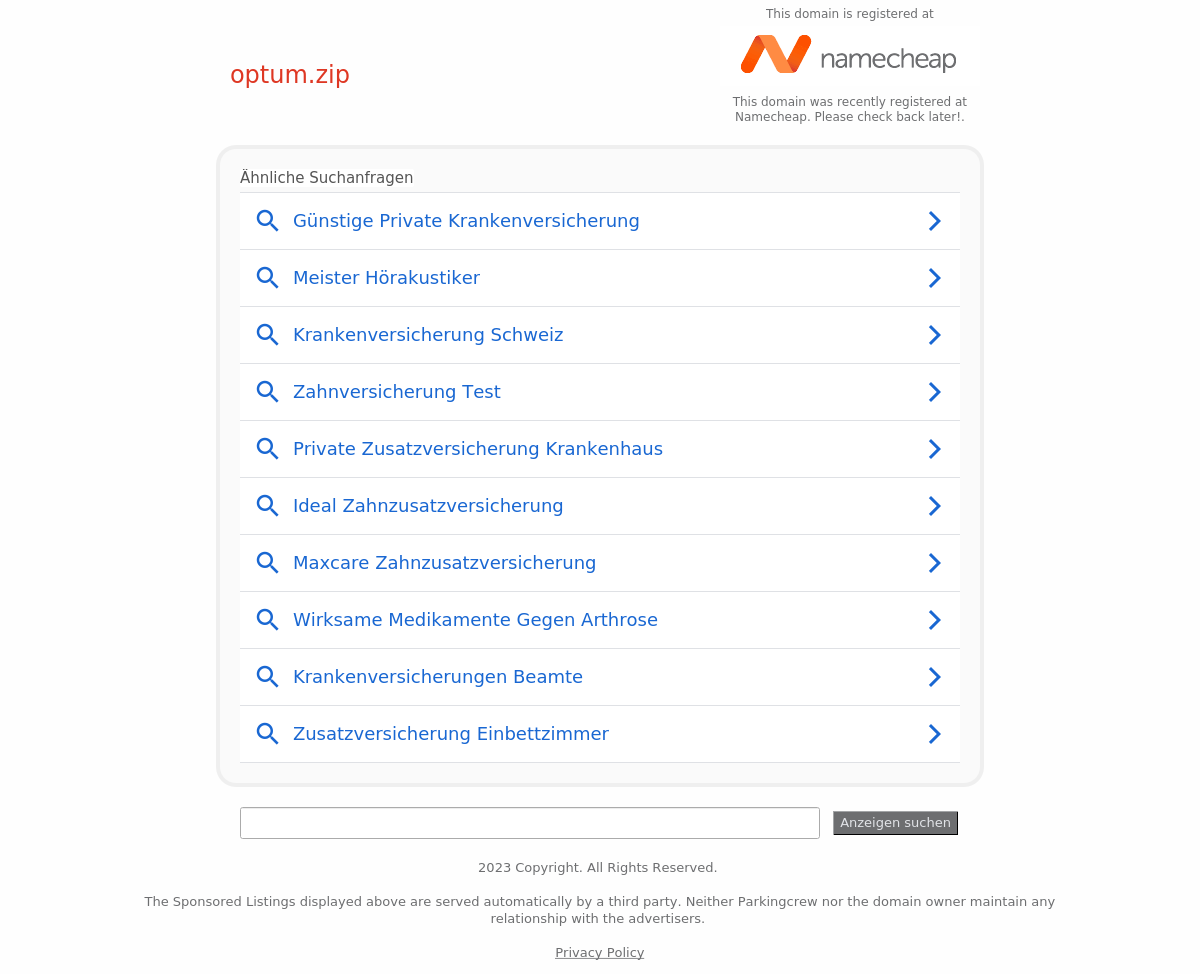 This domain is registered at
optum.zip
namecheap
This domain was recently registered at
Namecheap. Please check back later!.
Ähnliche Suchanfragen
Günstige Private Krankenversicherung
Meister Hörakustiker
Krankenversicherung Schweiz
Zahnversicherung Test
Private Zusatzversicherung Krankenhaus
Ideal Zahnzusatzversicherung
Maxcare Zahnzusatzversicherung
Wirksame Medikamente Gegen Arthrose
Krankenversicherungen Beamte
Zusatzversicherung Einbettzimmer
Anzeigen suchen
2023 Copyright. All Rights Reserved.
The Sponsored Listings displayed above are served automatically by a third party. Neither Parkingcrew nor the domain owner maintain any
relationship with the advertisers.
Privacy Policy